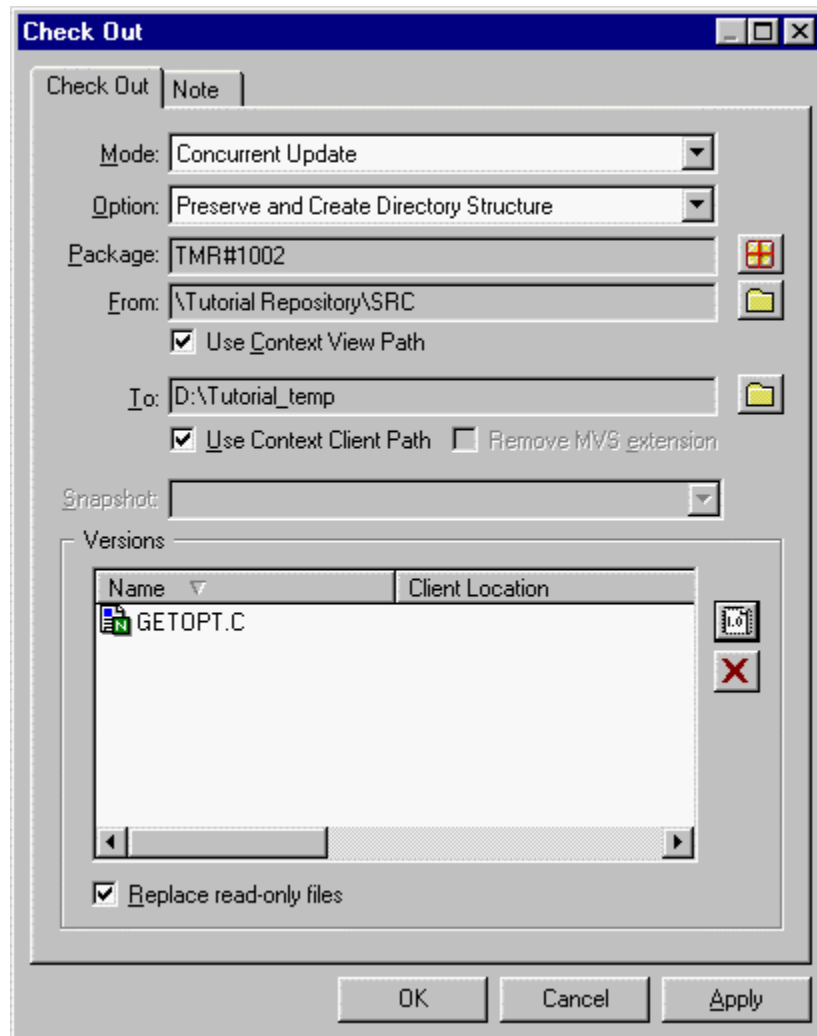 Check Out
Check Out Note
Mode: Concurrent Update
Option: Preserve and Create Directory Structure
Package: TMR#1002
From: \Tutorial Repository\SRC
Use Context View Path
To: D:\Tutorial_temp
Use Context Client Path Remove MVS extension
Snapshot:
Versions
Name Client Location
N GETOPT.C
1.0
Replace read-only files
OK Cancel Apply